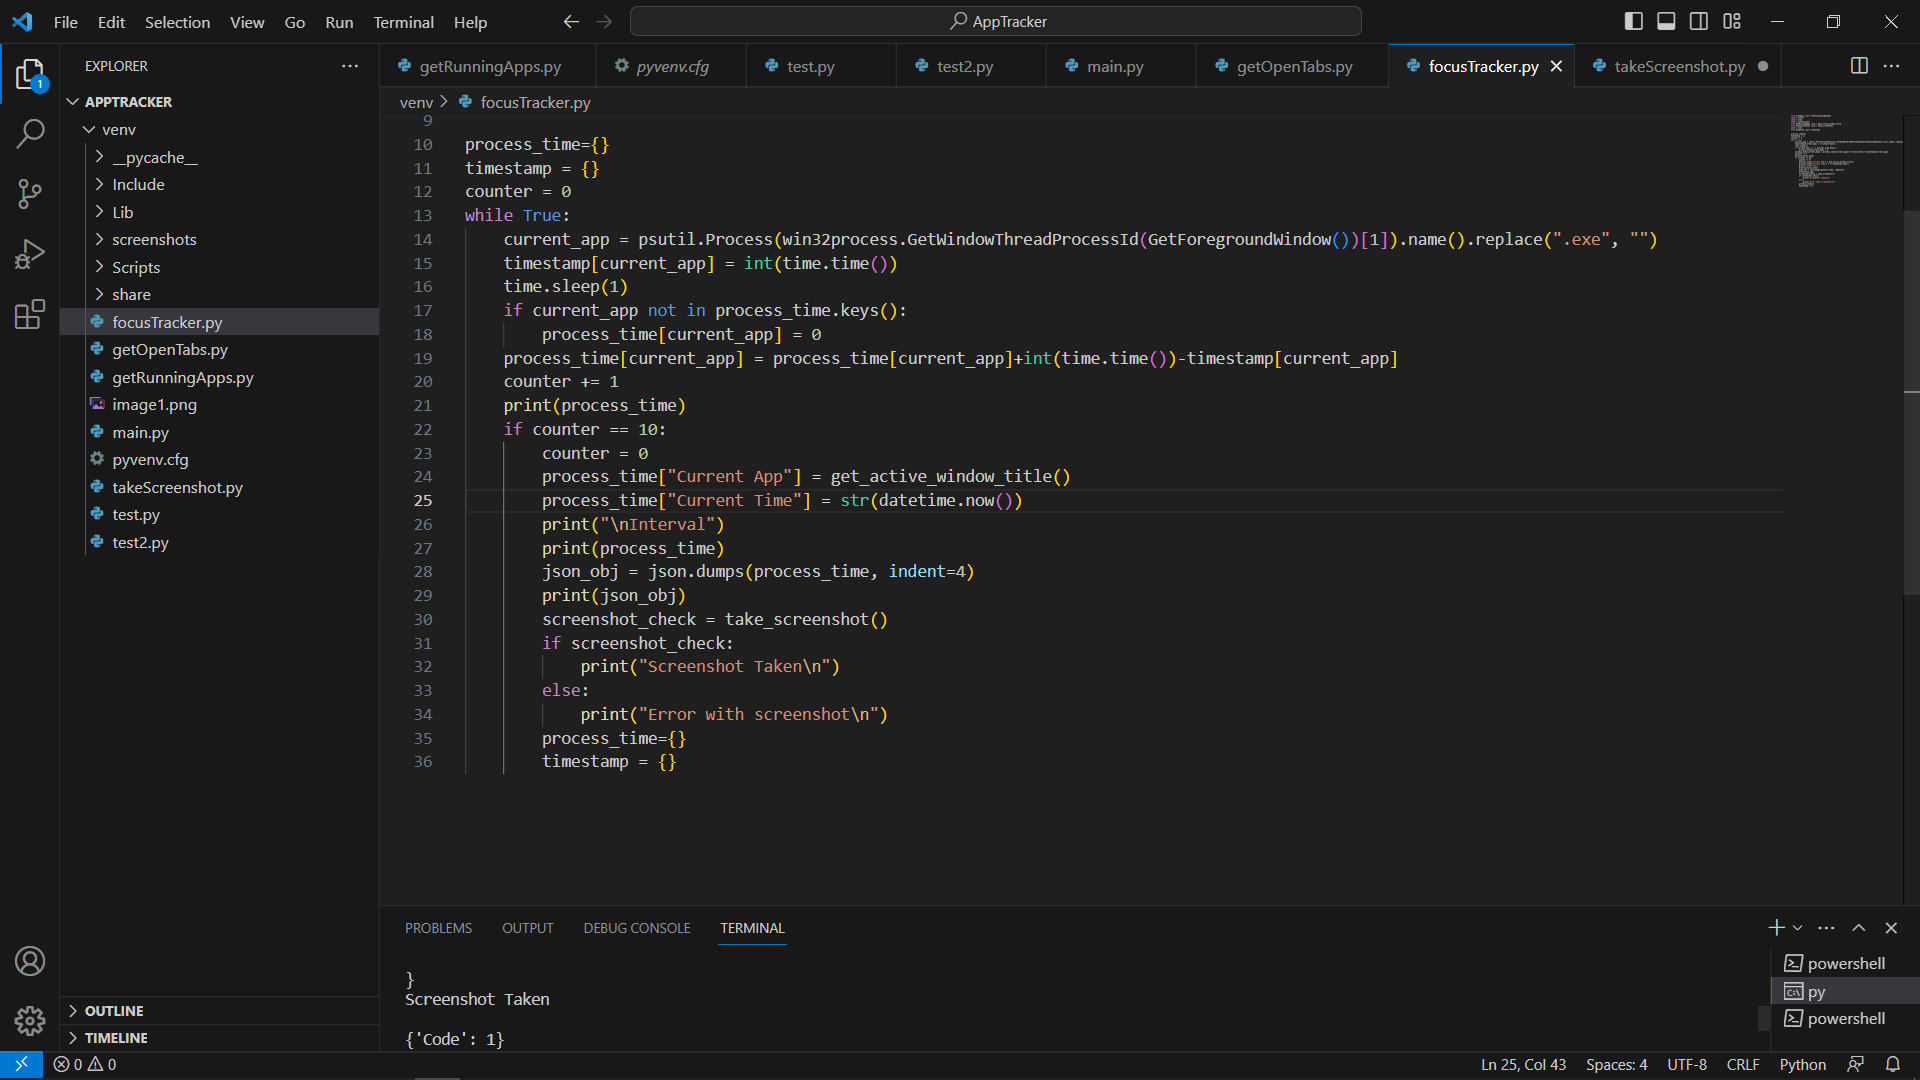 File Edit Selection View Go Run Terminal Help
AppTracker
EXPLORER
1
APPTRACKER
venv
__pycache__
Include
Lib
screenshots
Scripts
share
focusTracker.py
getOpenTabs.py
getRunningApps.py
image1.png
main.py
pyvenv.cfg
takeScreenshot.py
test.py
test2.py
OUTLINE
TIMELINE
getRunningApps.py pyvenv.cfg test.py test2.py main.py getOpenTabs.py focusTracker.py takeScreenshot.py
venv > focusTracker.py
9
10 process_time={}
11 timestamp = {}
12 counter = 0
13 while True:
14 current_app = psutil.Process(win32process.GetWindowThreadProcessId(GetForegroundWindow())[1]).name().replace(".exe", "")
15 timestamp[current_app] = int(time.time())
16 time.sleep(1)
17 if current_app not in process_time.keys():
18 process_time[current_app] = 0
19 process_time[current_app] = process_time[current_app]+int(time.time())-timestamp[current_app]
20 counter += 1
21 print(process_time)
22 if counter == 10:
23 counter = 0
24 process_time["Current App"] = get_active_window_title()
25 process_time["Current Time"] = str(datetime.now())
26 print("\nInterval")
27 print(process_time)
28 json_obj = json.dumps(process_time, indent=4)
29 print(json_obj)
30 screenshot_check = take_screenshot()
31 if screenshot_check:
32 print("Screenshot Taken\n")
33 else:
34 print("Error with screenshot\n")
35 process_time={}
36 timestamp = {}
PROBLEMS OUTPUT DEBUG CONSOLE TERMINAL
}
Screenshot Taken
{'Code': 1}
powershell
py
powershell
0 0
Ln 25, Col 43 Spaces: 4 UTF-8 CRLF Python